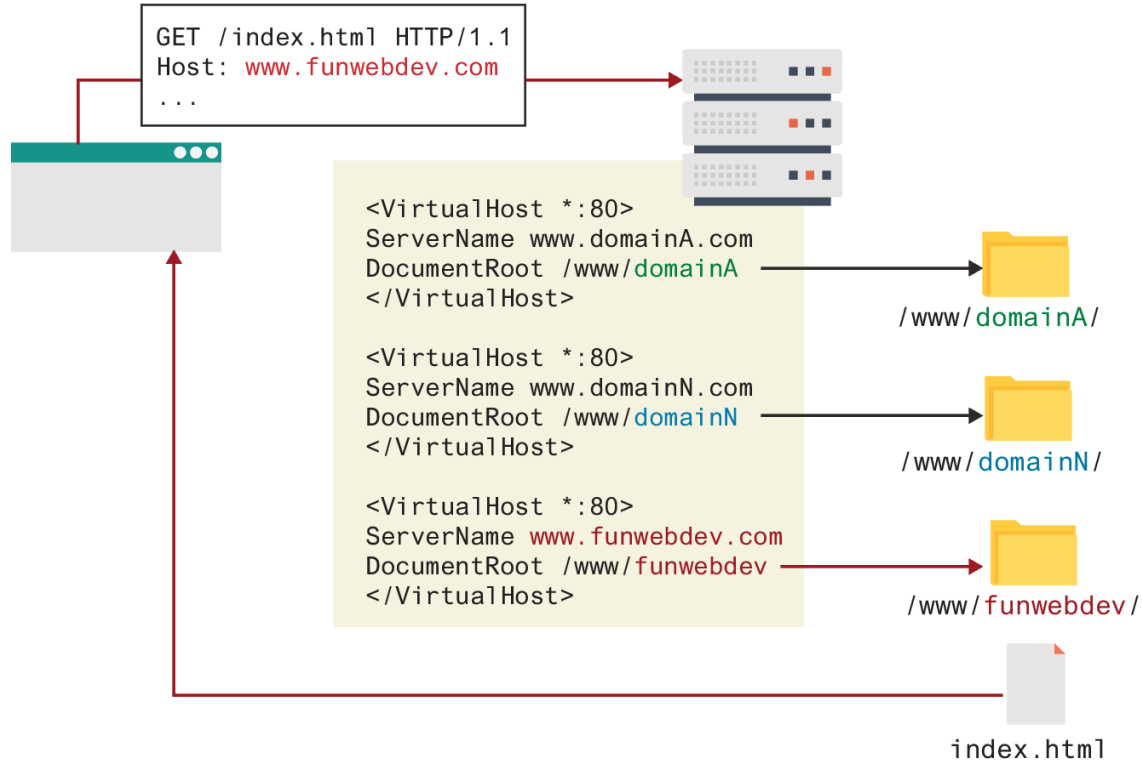 GET /index.html HTTP/1.1
Host: www.funwebdev.com
...
<VirtualHost *:80>
ServerName www.domainA.com
DocumentRoot /www/domainA
</VirtualHost>
/www/domainA/
<VirtualHost *:80>
ServerName www.domainN.com
DocumentRoot /www/domainN
</VirtualHost>
/www/domainN/
<VirtualHost *:80>
ServerName www.funwebdev.com
DocumentRoot /www/funwebdev
</VirtualHost>
/www/funwebdev/
index.html